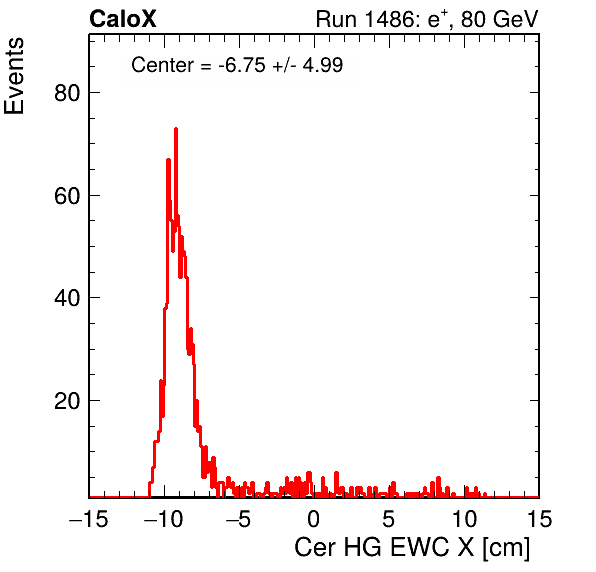 CaloX Run 1486: e⁺, 80 GeV
Center = -6.75 +/- 4.99
Events
80
60
40
20
−15 −10 −5 0 5 10 15
Cer HG EWC X [cm]